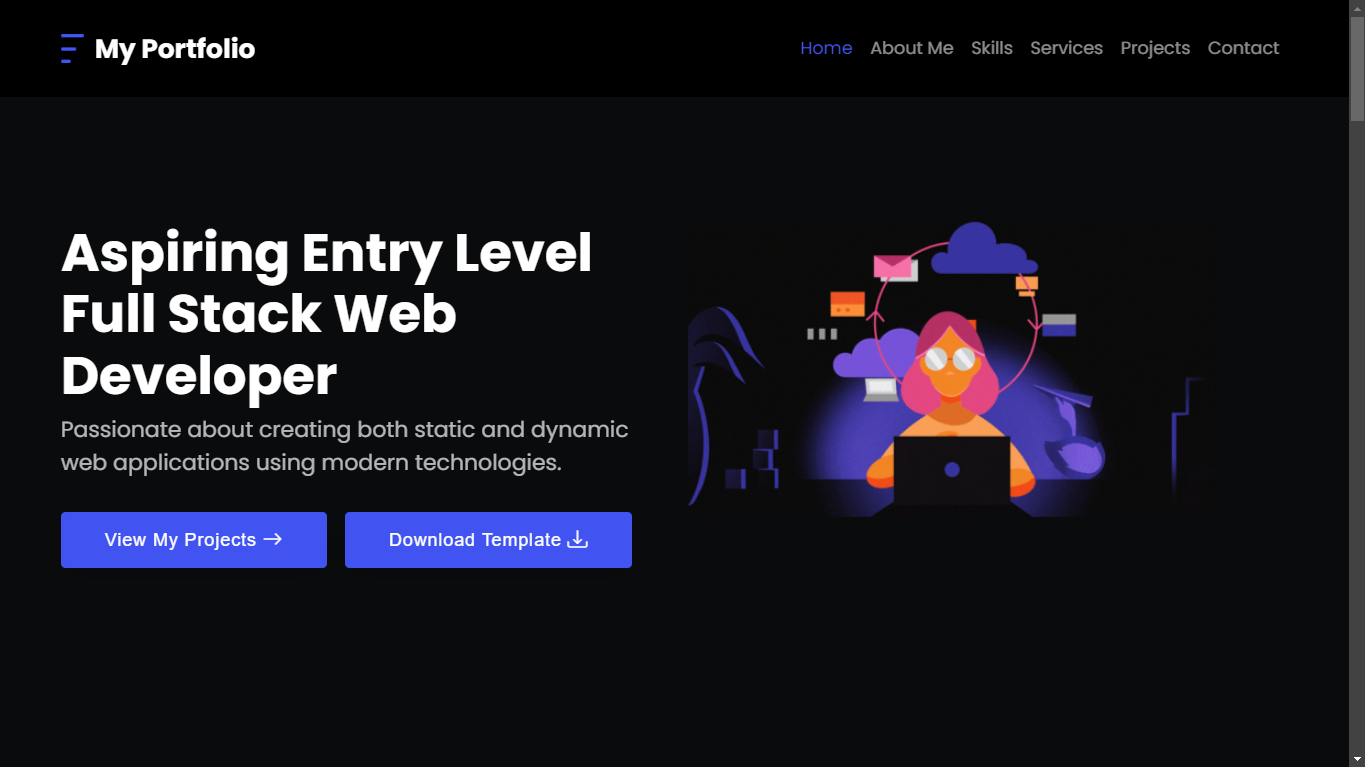 My Portfolio
Home About Me Skills Services Projects Contact
Aspiring Entry Level
Full Stack Web
Developer
Passionate about creating both static and dynamic
web applications using modern technologies.
View My Projects
Download Template